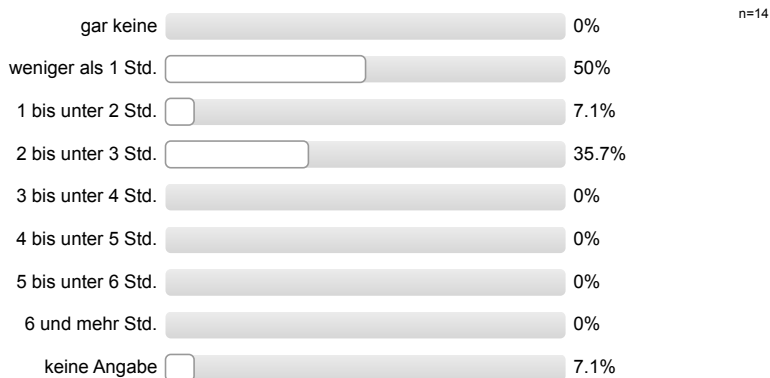 n=14
gar keine 0%
weniger als 1 Std. 50%
1 bis unter 2 Std. 7.1%
2 bis unter 3 Std. 35.7%
3 bis unter 4 Std. 0%
4 bis unter 5 Std. 0%
5 bis unter 6 Std. 0%
6 und mehr Std. 0%
keine Angabe 7.1%